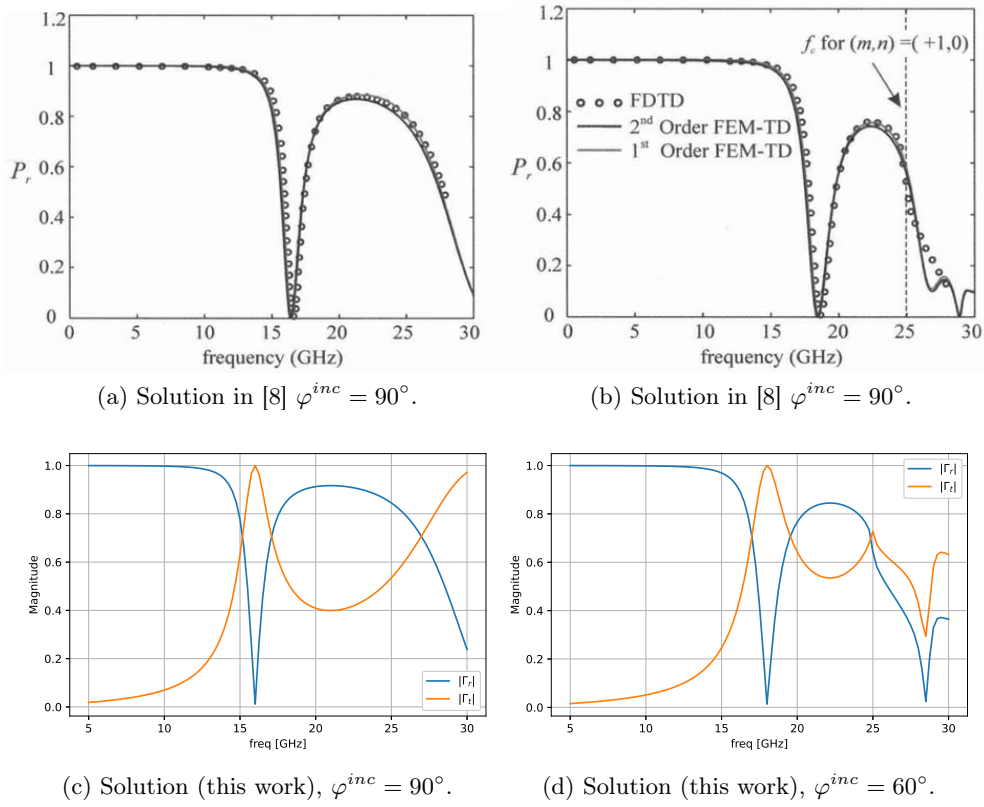 1.2
1
0.8
0.6
0.4
0.2
0
P_r
0 5 10 15 20 25 30
frequency (GHz)
(a) Solution in [8] φ^{inc} = 90°.
1.2
1
0.8
0.6
0.4
0.2
0
P_r
f_c for (m,n) =( +1,0)
FDTD
2nd Order FEM-TD
1st Order FEM-TD
0 5 10 15 20 25 30
frequency (GHz)
(b) Solution in [8] φ^{inc} = 90°.
1.0
0.8
0.6
0.4
0.2
0.0
Magnitude
|Γ_r|
|Γ_t|
5 10 15 20 25 30
freq [GHz]
(c) Solution (this work), φ^{inc} = 90°.
1.0
0.8
0.6
0.4
0.2
0.0
Magnitude
|Γ_r|
|Γ_t|
5 10 15 20 25 30
freq [GHz]
(d) Solution (this work), φ^{inc} = 60°.